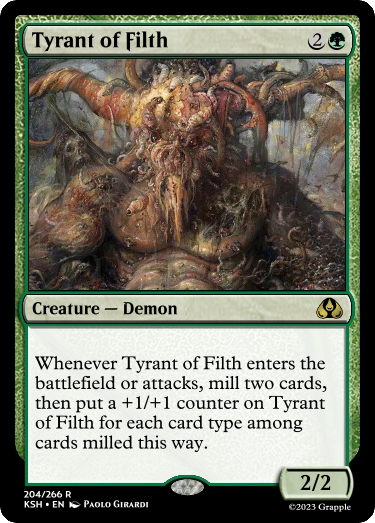 Tyrant of Filth 2
Creature — Demon
Whenever Tyrant of Filth enters the
battlefield or attacks, mill two cards,
then put a +1/+1 counter on Tyrant
of Filth for each card type among
cards milled this way.
2/2
204/266 R
KSH • EN Paolo Girardi
©2023 Grapple